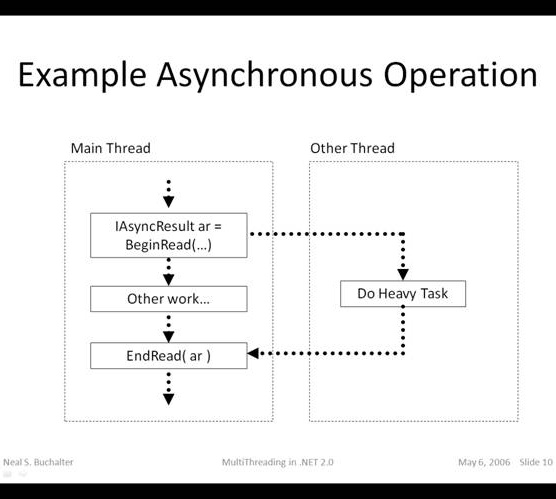 Example Asynchronous Operation
Main Thread
Other Thread
IAsyncResult ar =
BeginRead(...)
Other work...
Do Heavy Task
EndRead( ar )
Neal S. Buchalter
MultiThreading in .NET 2.0
May 6, 2006 Slide 10